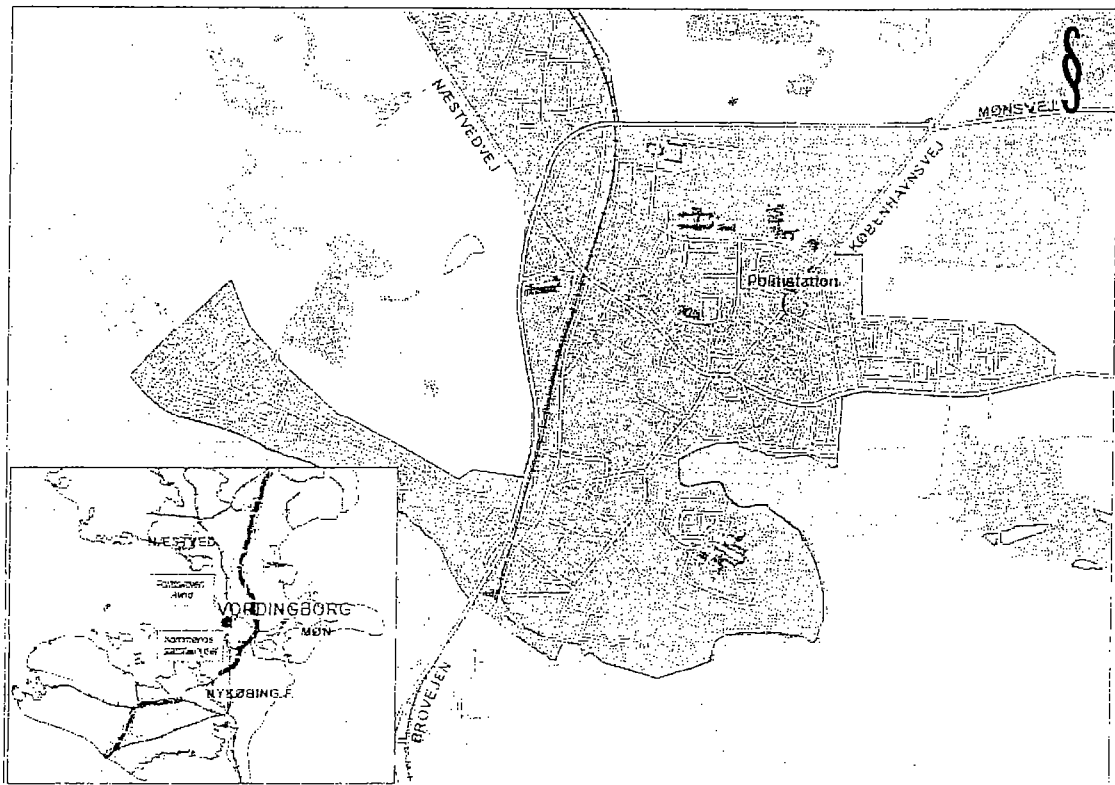 NÆSTVEDVEJ
§
MØNSVEJ
KØBENHAVNSVEJ
Politistation
NÆSTVED
VORDINGBORG
MØN
NYKØBING F.
BROVEJEN